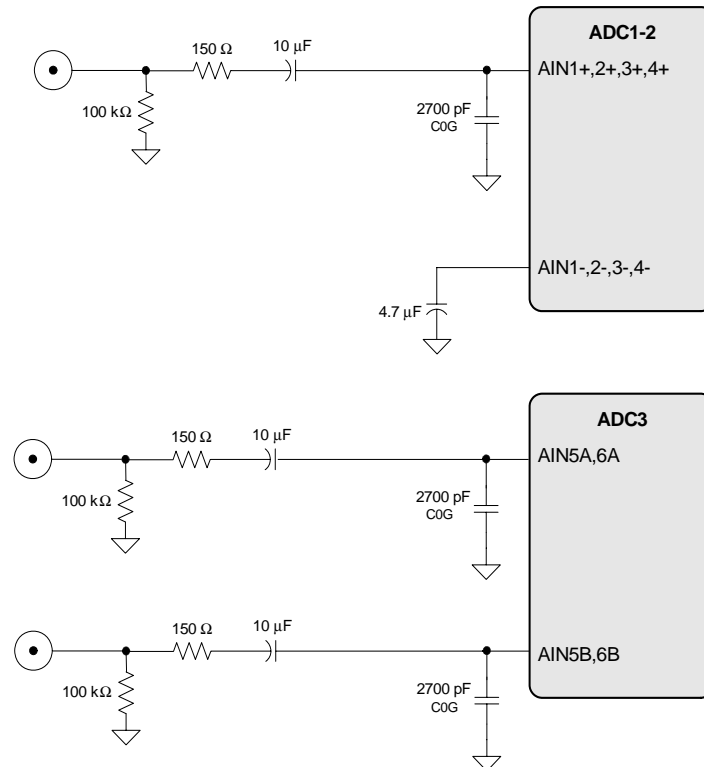 ADC1-2
150 Ω
10 µF
AIN1+,2+,3+,4+
100 kΩ
2700 pF
C0G
AIN1-,2-,3-,4-
4.7 µF
ADC3
150 Ω
10 µF
AIN5A,6A
100 kΩ
2700 pF
C0G
150 Ω
10 µF
AIN5B,6B
100 kΩ
2700 pF
C0G